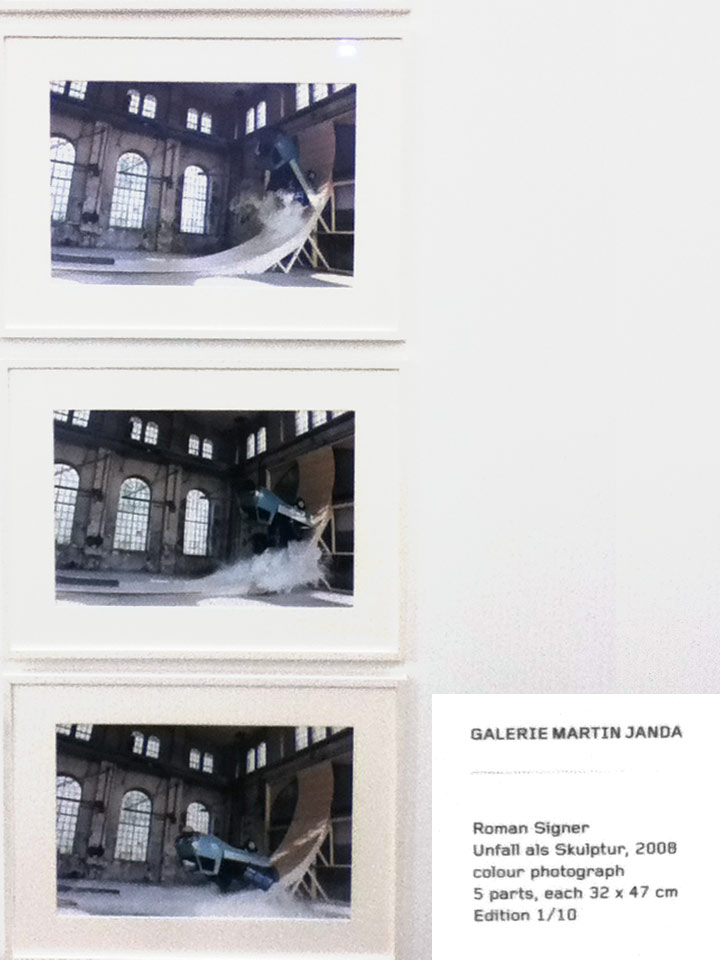 GALERIE MARTIN JANDA
Roman Signer
Unfall als Skulptur, 2008
colour photograph
5 parts, each 32 x 47 cm
Edition 1/10